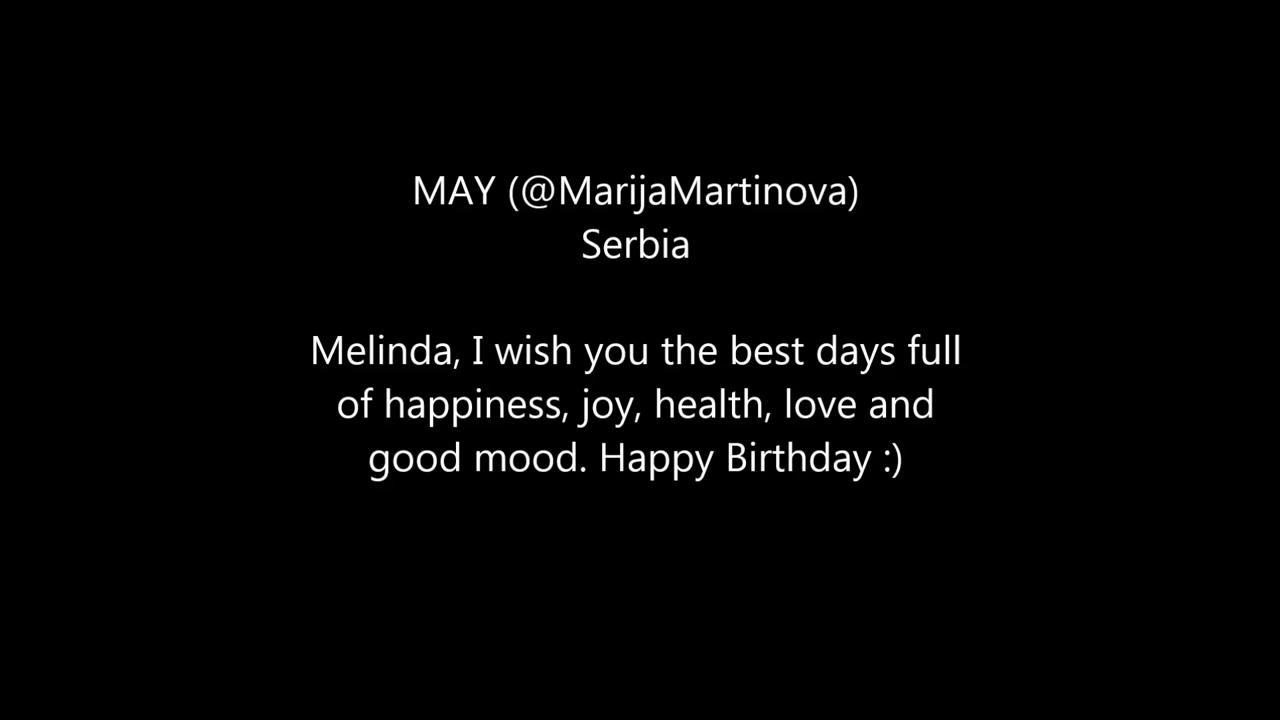 MAY (@MarijaMartinova)
Serbia
Melinda, I wish you the best days full
of happiness, joy, health, love and
good mood. Happy Birthday :)